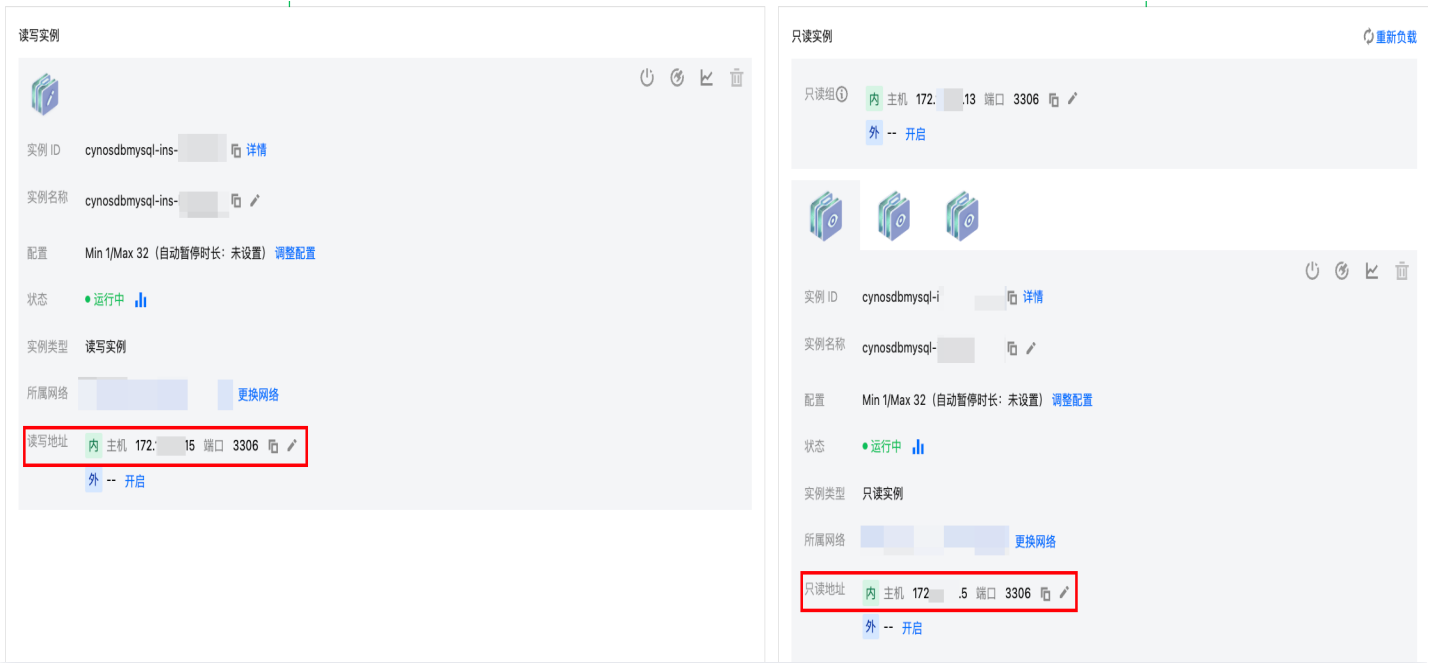 读写实例
实例 ID cynosdbmysql-ins- 详情
实例名称 cynosdbmysql-ins-
配置 Min 1/Max 32（自动暂停时长：未设置） 调整配置
状态 运行中
实例类型 读写实例
所属网络 更换网络
读写地址 内 主机 172. 15 端口 3306
外 -- 开启
只读实例 重新负载
只读组 内 主机 172. .13 端口 3306
外 -- 开启
实例 ID cynosdbmysql-i 详情
实例名称 cynosdbmysql-
配置 Min 1/Max 32（自动暂停时长：未设置） 调整配置
状态 运行中
实例类型 只读实例
所属网络 更换网络
只读地址 内 主机 172 .5 端口 3306
外 -- 开启